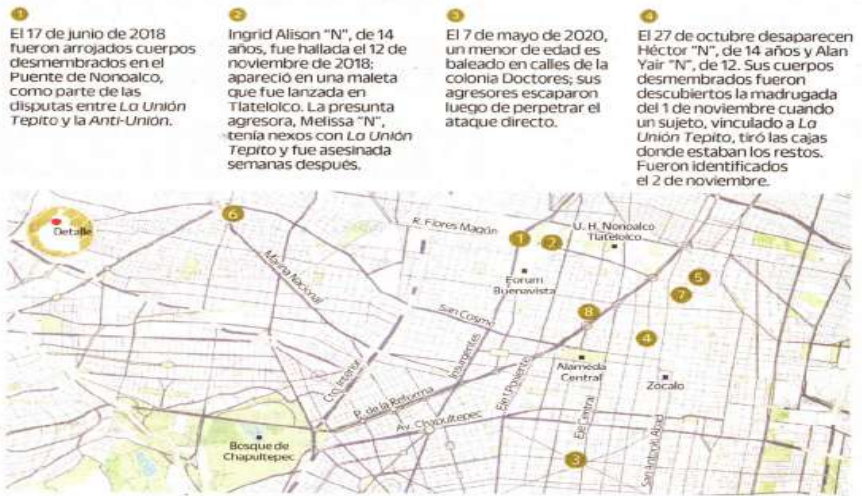 1
El 17 de junio de 2018
fueron arrojados cuerpos
desmembrados en el
Puente de Nonoalco,
como parte de las
disputas entre La Unión
Tepito y la Anti-Unión.
2
Ingrid Alison "N", de 14
años, fue hallada el 12 de
noviembre de 2018;
apareció en una maleta
que fue lanzada en
Tlatelolco. La presunta
agresora, Melissa "N",
tenía nexos con La Unión
Tepito y fue asesinada
semanas después.
3
El 7 de mayo de 2020,
un menor de edad es
baleado en calles de la
colonia Doctores; sus
agresores escaparon
luego de perpetrar el
ataque directo.
4
El 27 de octubre desaparecen
Héctor "N", de 14 años y Alan
Yair "N", de 12. Sus cuerpos
desmembrados fueron
descubiertos la madrugada
del 1 de noviembre cuando
un sujeto, vinculado a La
Unión Tepito, tiró las cajas
donde estaban los restos.
Fueron identificados
el 2 de noviembre.
Detalle
6
R. Flores Magón
1
2
U. H. Nonoalco
Tlatelolco
Marina Nacional
Forum
Buenavista
5
7
San Cosme
8
4
Insurgentes
Cto. Interior
Eje 1 Poniente
Alameda
Central
Zócalo
P. de la Reforma
Av. Chapultepec
Eje Central
San Antonio Abad
Bosque de
Chapultepec
3